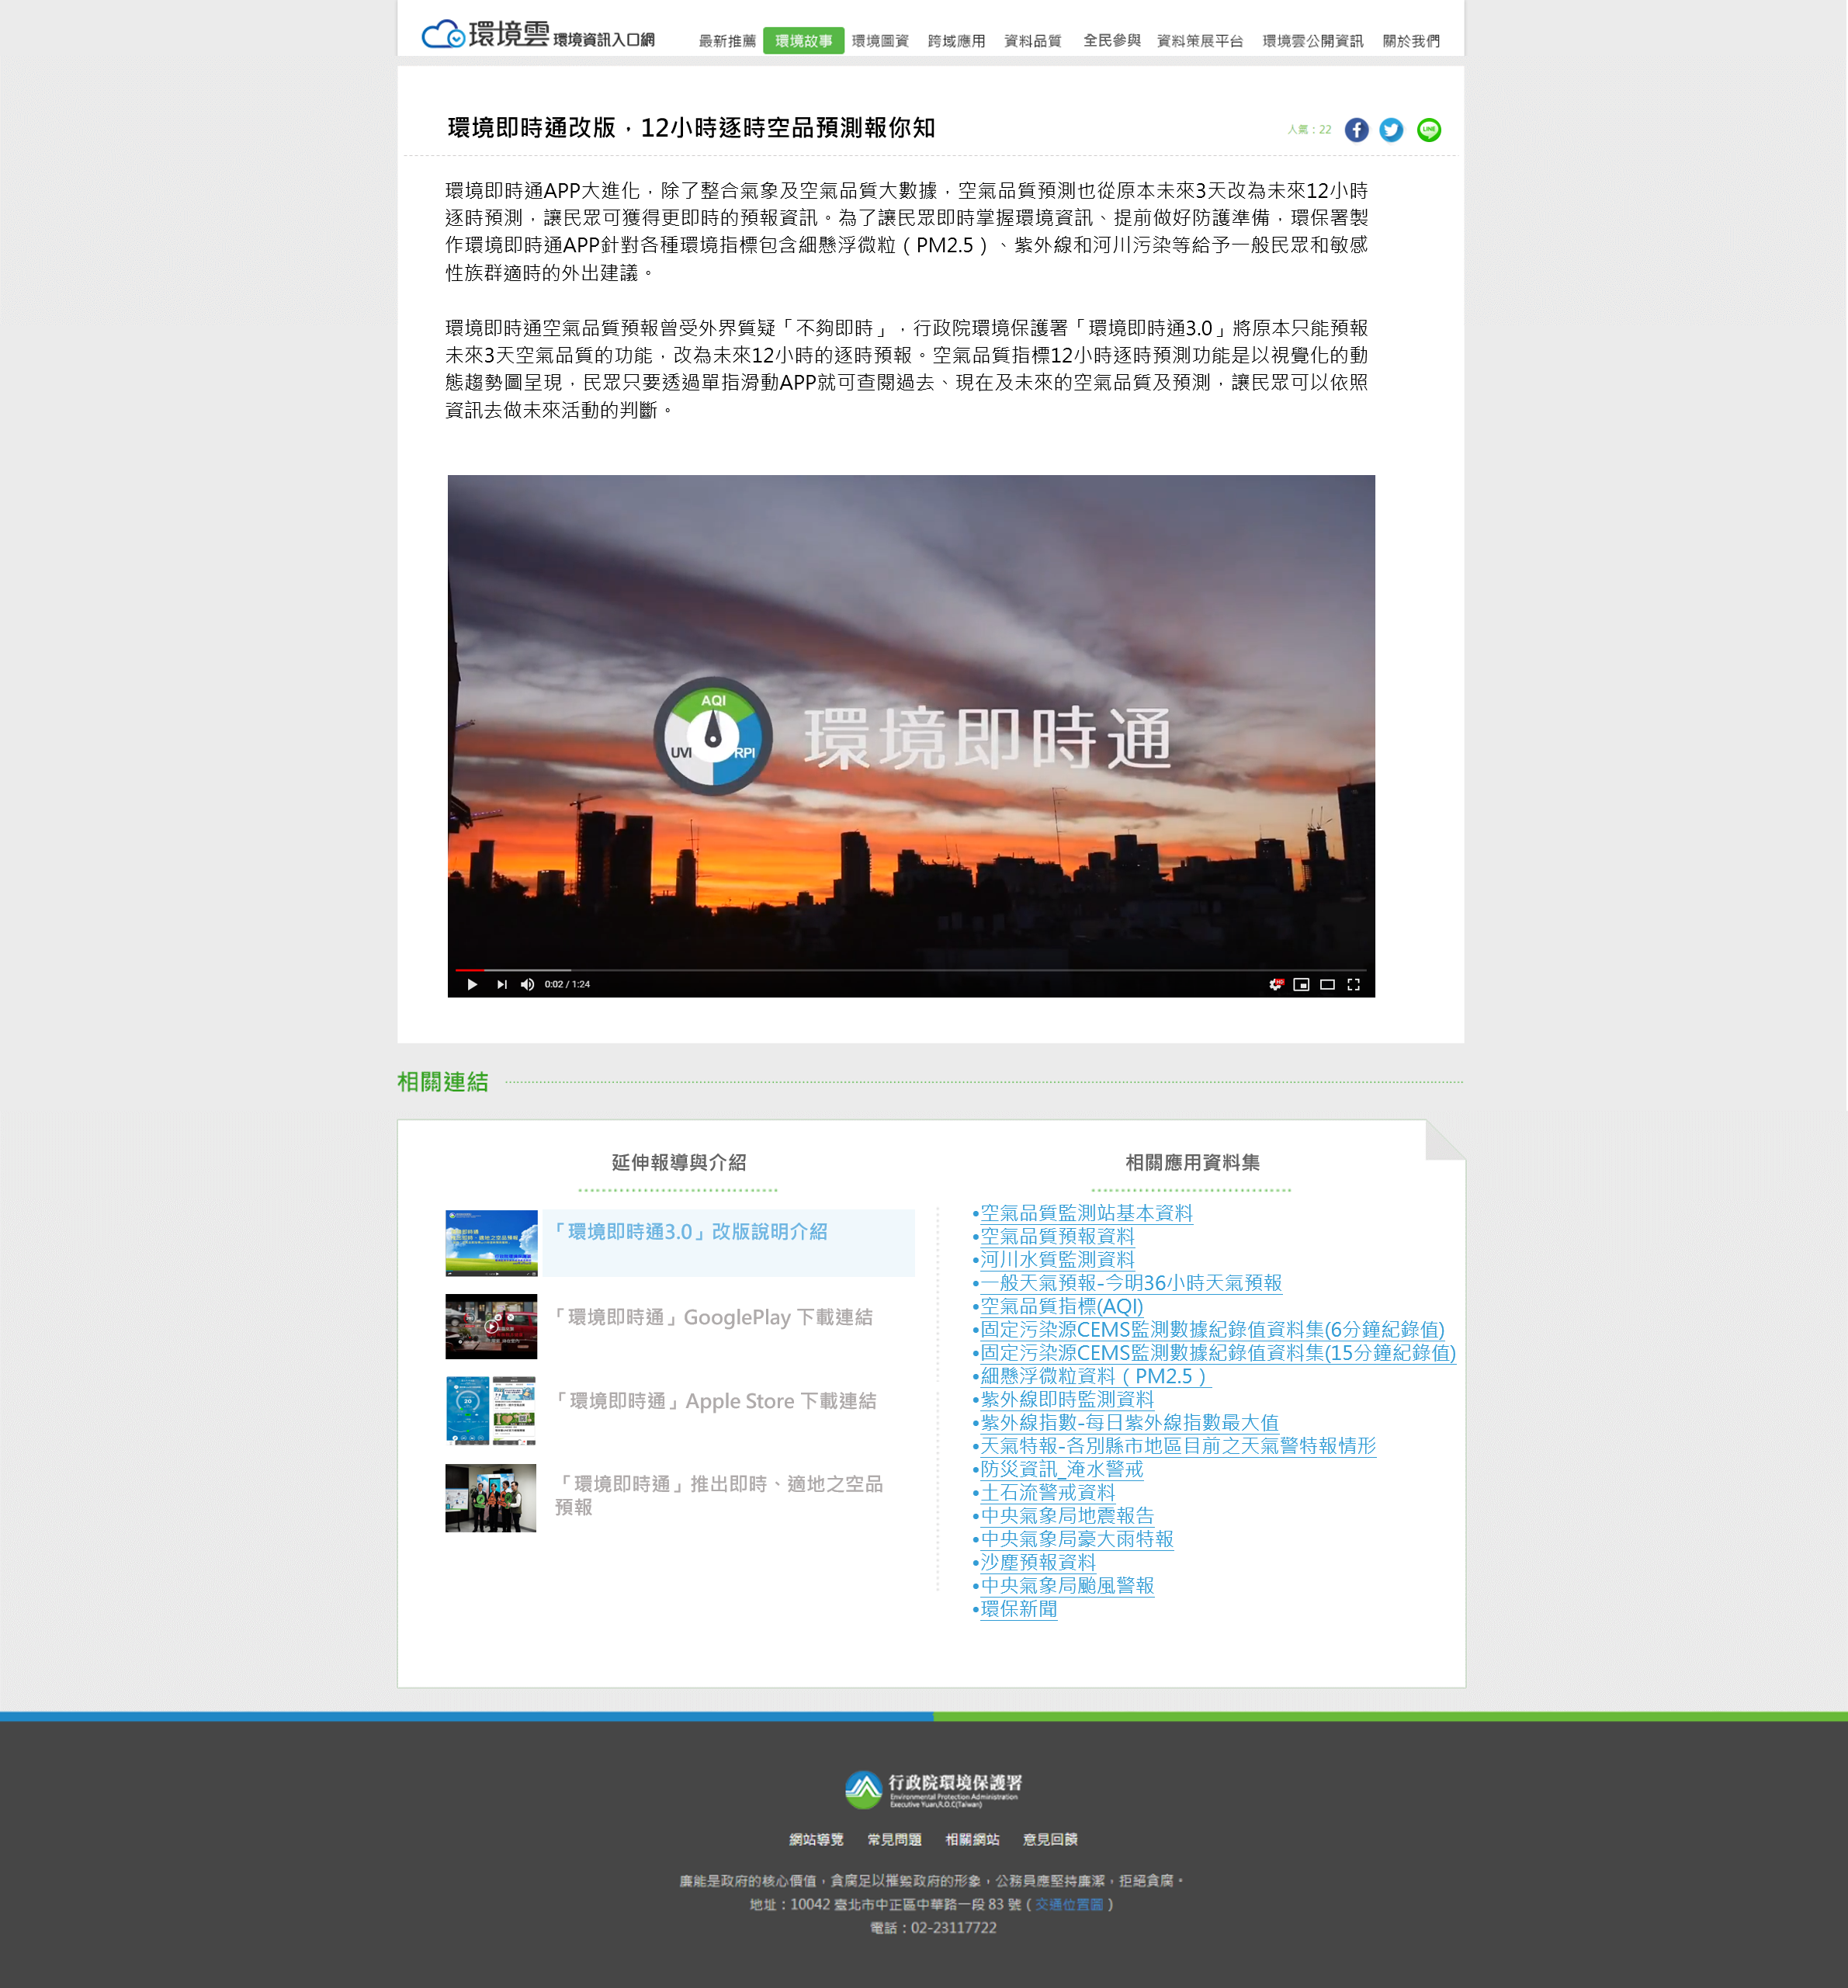 環境雲 環境資訊入口網
最新推薦 環境故事 環境圖資 跨域應用 資料品質 全民參與 資料策展平台 環境雲公開資訊 關於我們
環境即時通改版，12小時逐時空品預測報你知
人氣：22
LINE
環境即時通APP大進化，除了整合氣象及空氣品質大數據，空氣品質預測也從原本未來3天改為未來12小時
逐時預測，讓民眾可獲得更即時的預報資訊。為了讓民眾即時掌握環境資訊、提前做好防護準備，環保署製
作環境即時通APP針對各種環境指標包含細懸浮微粒（PM2.5）、紫外線和河川污染等給予一般民眾和敏感
性族群適時的外出建議。
環境即時通空氣品質預報曾受外界質疑「不夠即時」，行政院環境保護署「環境即時通3.0」將原本只能預報
未來3天空氣品質的功能，改為未來12小時的逐時預報。空氣品質指標12小時逐時預測功能是以視覺化的動
態趨勢圖呈現，民眾只要透過單指滑動APP就可查閱過去、現在及未來的空氣品質及預測，讓民眾可以依照
資訊去做未來活動的判斷。
AQI
UVI RPI
環境即時通
0:02 / 1:24
HD
相關連結
延伸報導與介紹
「環境即時通3.0」改版說明介紹
「環境即時通」GooglePlay 下載連結
「環境即時通」Apple Store 下載連結
「環境即時通」推出即時、適地之空品
預報
相關應用資料集
•空氣品質監測站基本資料
•空氣品質預報資料
•河川水質監測資料
•一般天氣預報-今明36小時天氣預報
•空氣品質指標(AQI)
•固定污染源CEMS監測數據紀錄值資料集(6分鐘紀錄值)
•固定污染源CEMS監測數據紀錄值資料集(15分鐘紀錄值)
•細懸浮微粒資料（PM2.5）
•紫外線即時監測資料
•紫外線指數-每日紫外線指數最大值
•天氣特報-各別縣市地區目前之天氣警特報情形
•防災資訊_淹水警戒
•土石流警戒資料
•中央氣象局地震報告
•中央氣象局豪大雨特報
•沙塵預報資料
•中央氣象局颱風警報
•環保新聞
行政院環境保護署
Environmental Protection Administration
Executive Yuan,R.O.C(Taiwan)
網站導覽 常見問題 相關網站 意見回饋
廉能是政府的核心價值，貪腐足以摧毀政府的形象，公務員應堅持廉潔，拒絕貪腐。
地址：10042 臺北市中正區中華路一段 83 號（交通位置圖）
電話：02-23117722